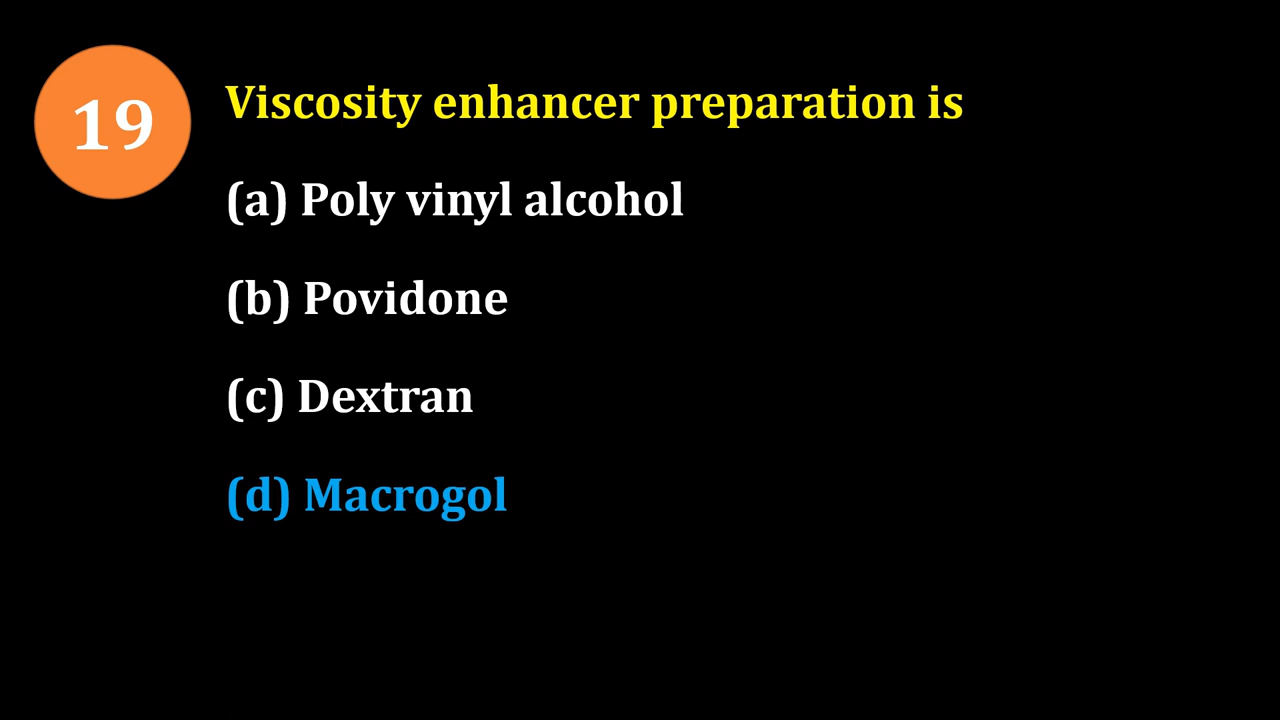 19
Viscosity enhancer preparation is
(a) Poly vinyl alcohol
(b) Povidone
(c) Dextran
(d) Macrogol